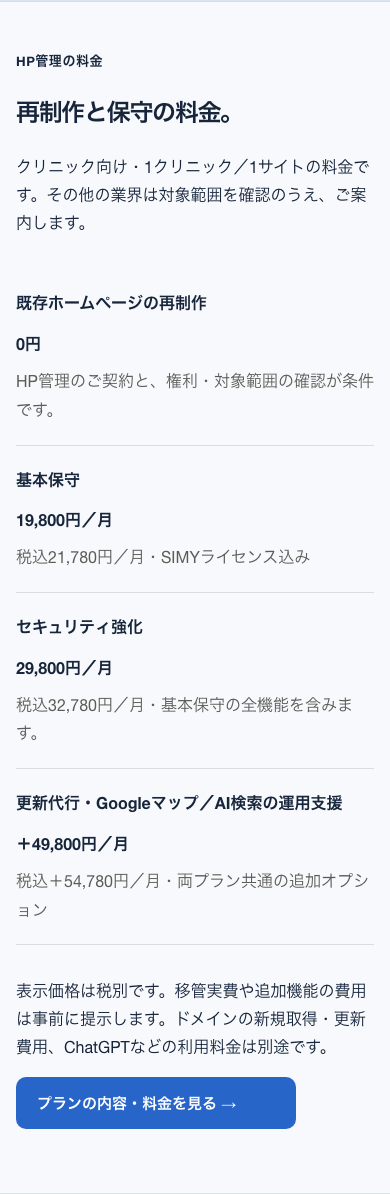 HP管理の料金
再制作と保守の料金。
クリニック向け・1クリニック／1サイトの料金で
す。その他の業界は対象範囲を確認のうえ、ご案
内します。
既存ホームページの再制作
0円
HP管理のご契約と、権利・対象範囲の確認が条件
です。
基本保守
19,800円／月
税込21,780円／月・SIMYライセンス込み
セキュリティ強化
29,800円／月
税込32,780円／月・基本保守の全機能を含みま
す。
更新代行・Googleマップ／AI検索の運用支援
＋49,800円／月
税込＋54,780円／月・両プラン共通の追加オプシ
ョン
表示価格は税別です。移管実費や追加機能の費用
は事前に提示します。ドメインの新規取得・更新
費用、ChatGPTなどの利用料金は別途です。
プランの内容・料金を見る →